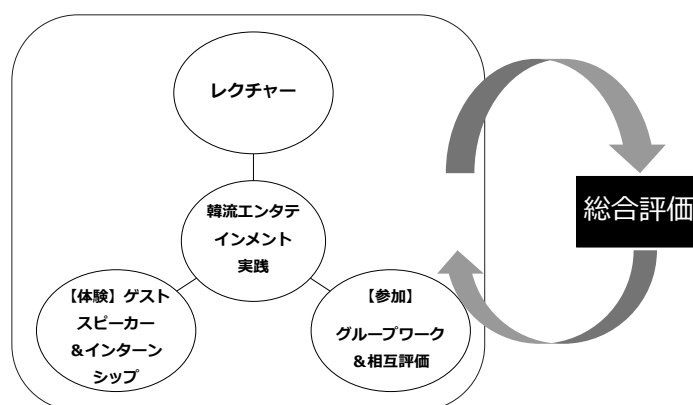 レクチャー
韓流エンタテ
インメント
実践
総合評価
【体験】ゲスト
スピーカー
&インターン
シップ
【参加】
グループワーク
&相互評価